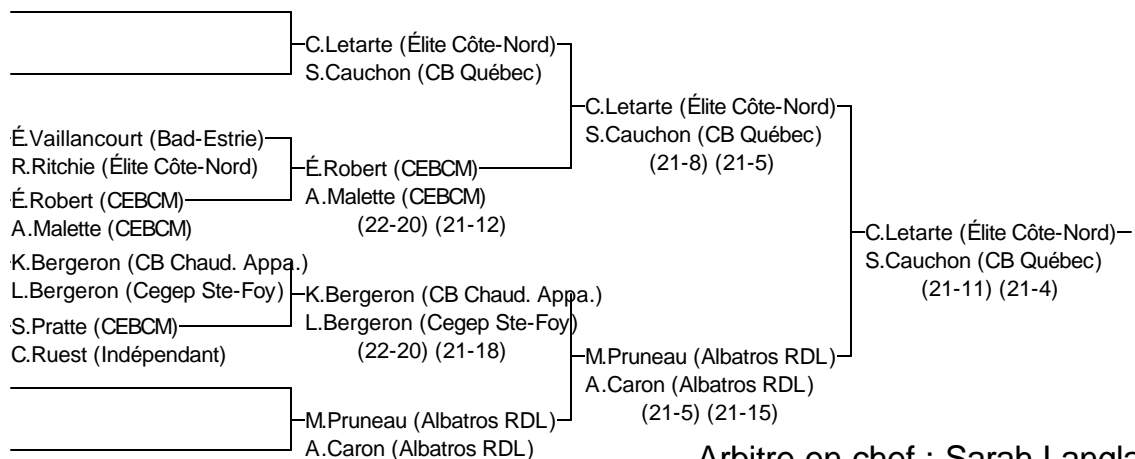 C.Letarte (Élite Côte-Nord)
S.Cauchon (CB Québec)
É.Vaillancourt (Bad-Estrie)
R.Ritchie (Élite Côte-Nord)
É.Robert (CEBCM)
A.Malette (CEBCM)
É.Robert (CEBCM)
A.Malette (CEBCM)
(22-20) (21-12)
C.Letarte (Élite Côte-Nord)
S.Cauchon (CB Québec)
(21-8) (21-5)
K.Bergeron (CB Chaud. Appa.)
L.Bergeron (Cegep Ste-Foy)
S.Pratte (CEBCM)
C.Ruest (Indépendant)
K.Bergeron (CB Chaud. Appa.)
L.Bergeron (Cegep Ste-Foy)
(22-20) (21-18)
M.Pruneau (Albatros RDL)
A.Caron (Albatros RDL)
M.Pruneau (Albatros RDL)
A.Caron (Albatros RDL)
(21-5) (21-15)
C.Letarte (Élite Côte-Nord)
S.Cauchon (CB Québec)
(21-11) (21-4)
Arbitre en chef : Sarah